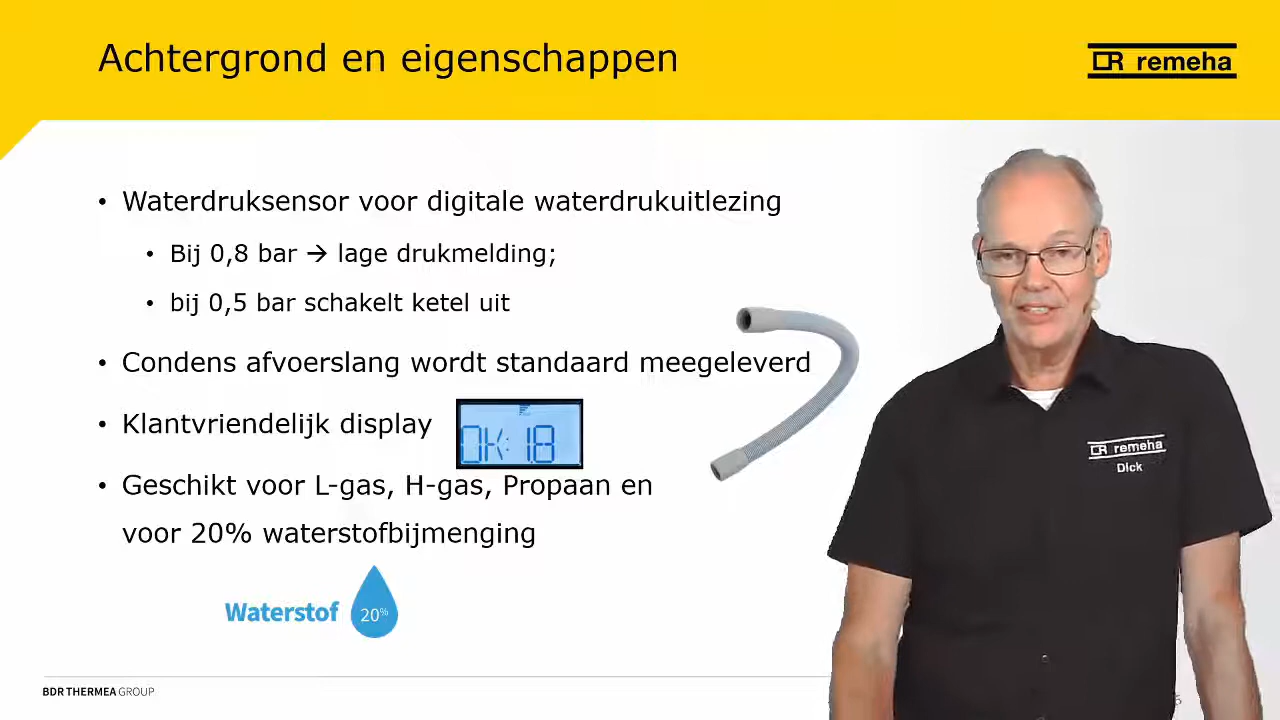 Achtergrond en eigenschappen
remeha
• Waterdruksensor voor digitale waterdrukuitlezing
• Bij 0,8 bar → lage drukmelding;
• bij 0,5 bar schakelt ketel uit
• Condens afvoerslang wordt standaard meegeleverd
• Klantvriendelijk display
OK: 1.8
• Geschikt voor L-gas, H-gas, Propaan en
voor 20% waterstofbijmenging
Waterstof 20%
remeha
Dick
BDR THERMEA GROUP